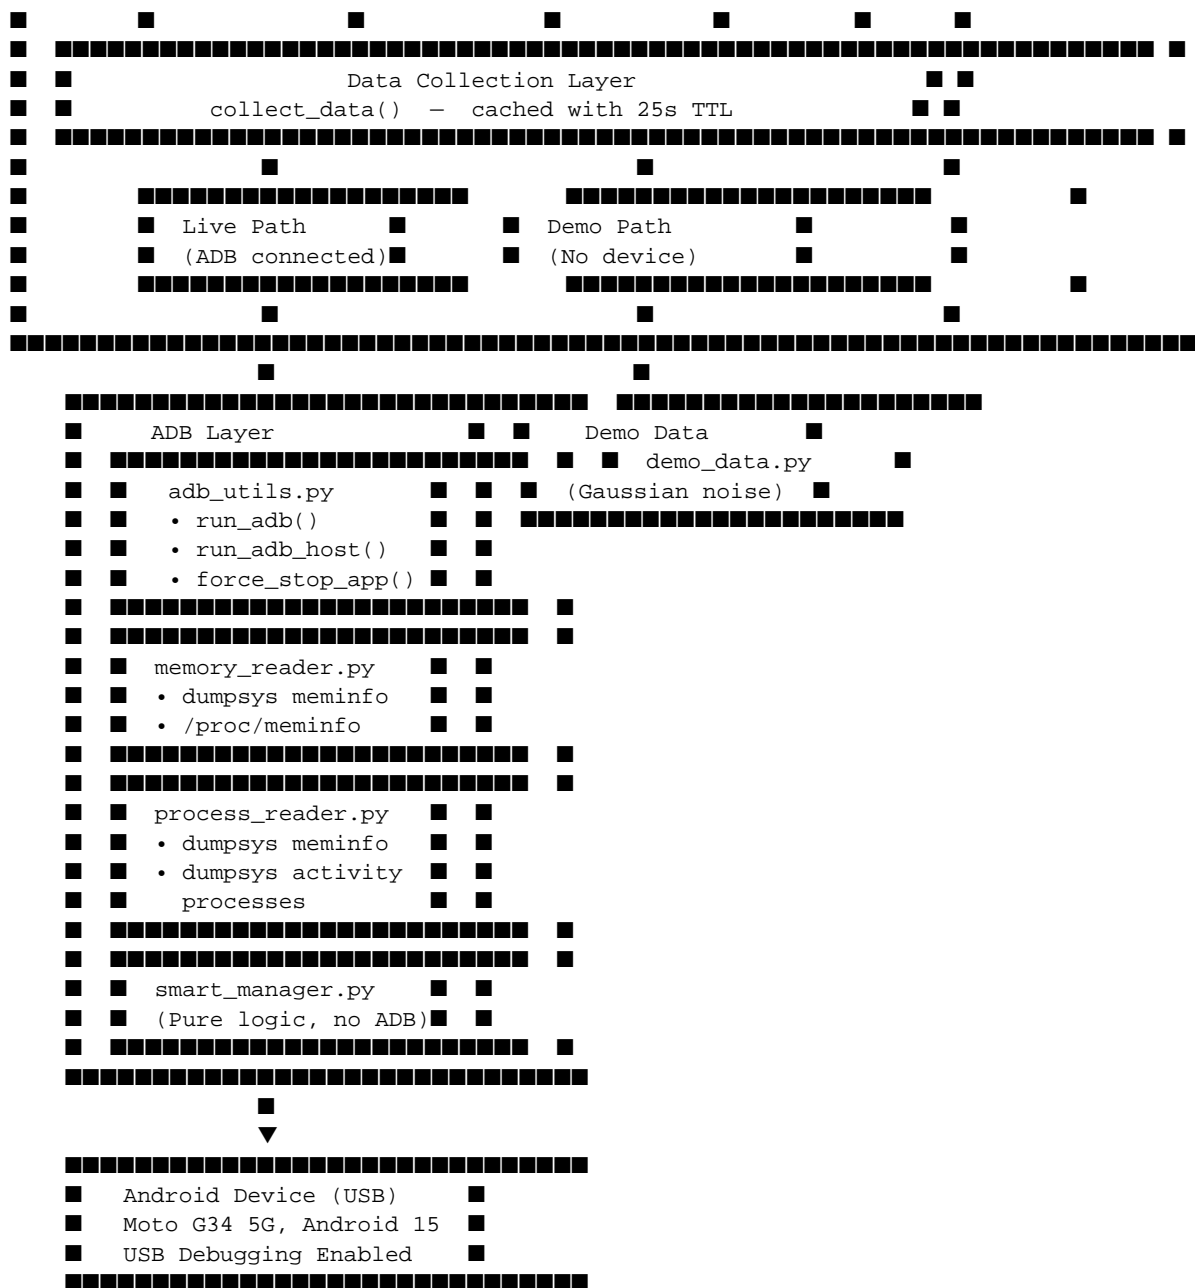 Data Collection Layer
collect_data() — cached with 25s TTL
Live Path Demo Path
(ADB connected) (No device)
ADB Layer Demo Data
demo_data.py
adb_utils.py (Gaussian noise)
• run_adb()
• run_adb_host()
• force_stop_app()
memory_reader.py
• dumpsys meminfo
• /proc/meminfo
process_reader.py
• dumpsys meminfo
• dumpsys activity
processes
smart_manager.py
(Pure logic, no ADB)
Android Device (USB)
Moto G34 5G, Android 15
USB Debugging Enabled